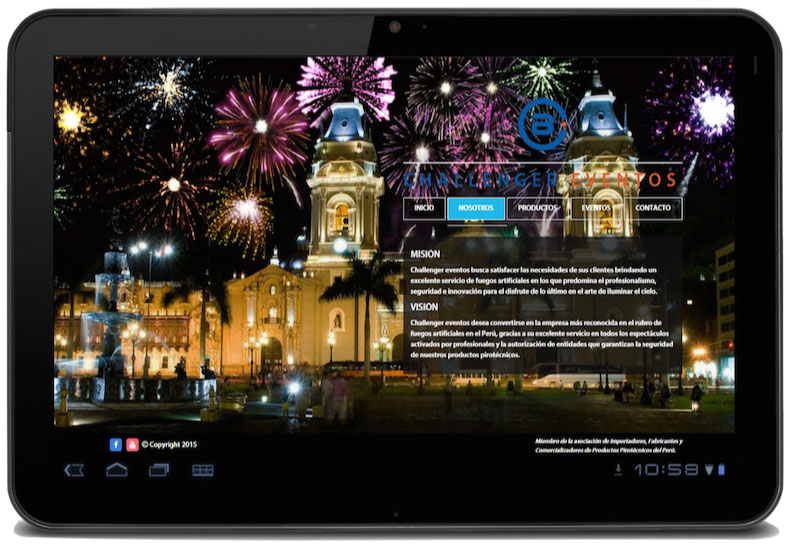 CHALLENGER EVENTOS
INICIO NOSOTROS PRODUCTOS EVENTOS CONTACTO
MISION
Challenger eventos busca satisfacer las necesidades de sus clientes brindando un
excelente servicio de fuegos artificiales en los que predomina el profesionalismo,
seguridad e innovación para el disfrute de lo último en el arte de iluminar el cielo.
VISION
Challenger eventos desea convertirse en la empresa más reconocida en el rubro de
fuegos artificiales en el Perú, gracias a su excelente servicio en todos los espectáculos
activados por profesionales y la autorización de entidades que garantizan la seguridad
de nuestros productos pirotécnicos.
© Copyright 2015
Miembro de la asociación de Importadores, Fabricantes y
Comercializadores de Productos Pirotécnicos del Perú.
10:58